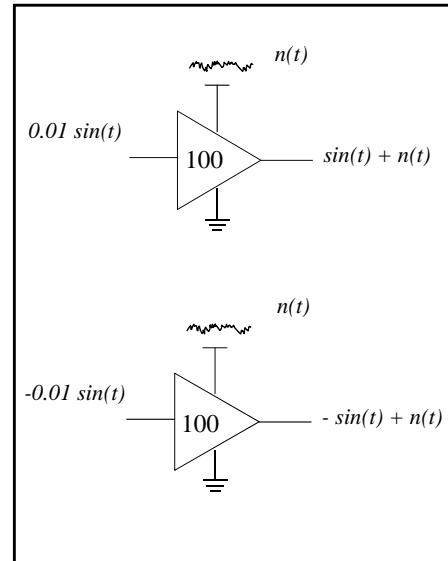 n(t)
0.01 sin(t)
100
sin(t) + n(t)
n(t)
-0.01 sin(t)
100
- sin(t) + n(t)